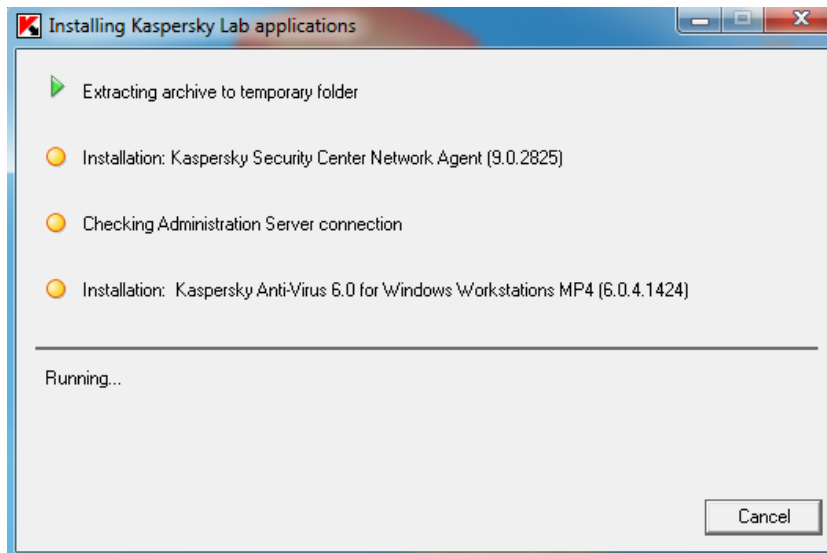 Installing Kaspersky Lab applications
Extracting archive to temporary folder
Installation: Kaspersky Security Center Network Agent (9.0.2825)
Checking Administration Server connection
Installation: Kaspersky Anti-Virus 6.0 for Windows Workstations MP4 (6.0.4.1424)
Running...
Cancel